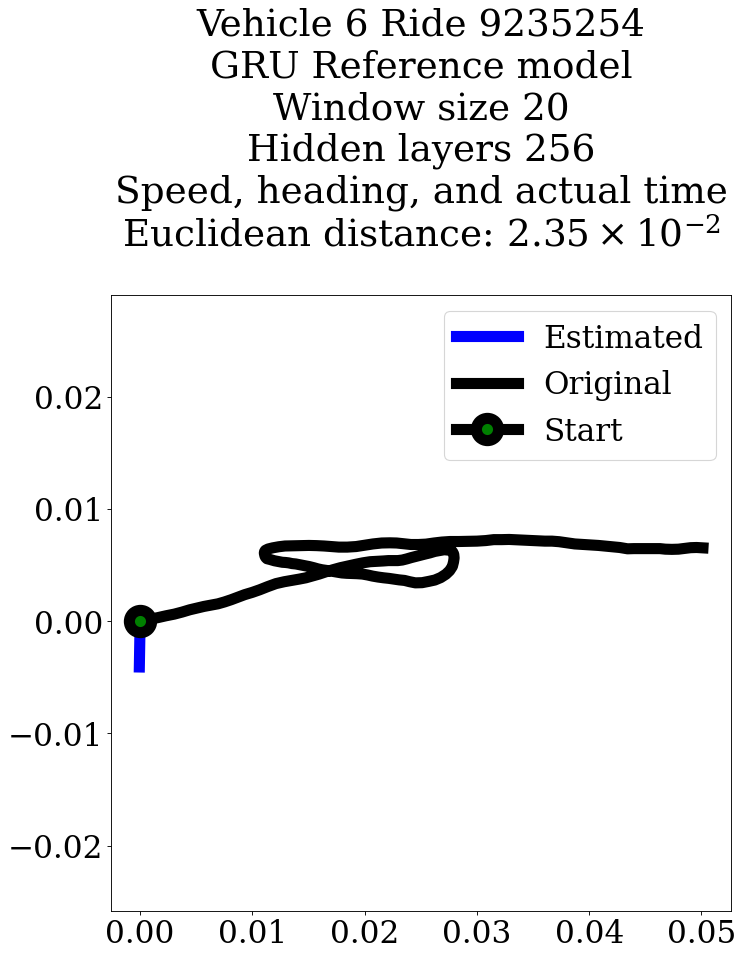 Vehicle 6 Ride 9235254
GRU Reference model
Window size 20
Hidden layers 256
Speed, heading, and actual time
Euclidean distance: 2.35 × 10⁻²
Estimated
Original
Start
0.02
0.01
0.00
−0.01
−0.02
0.00 0.01 0.02 0.03 0.04 0.05